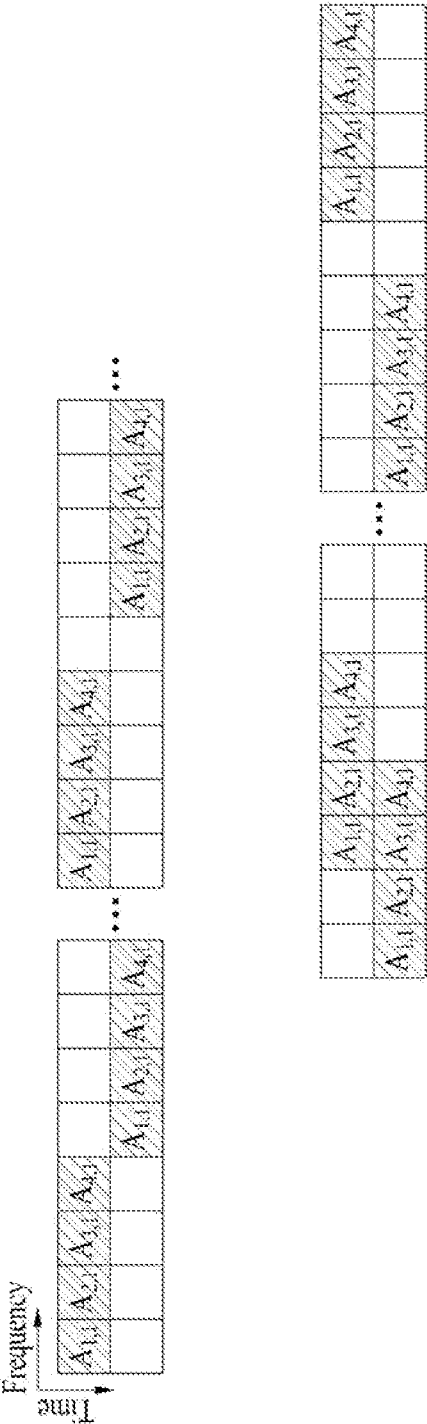 Frequency
Time
A1,1 A2,1 A3,1 A4,1 A1,1 A2,1 A3,1 A4,1
A1,1 A2,1 A3,1 A4,1 ... A1,1 A2,1 A3,1 A4,1 ...
A1,1 A2,1 A3,1 A4,1 A1,1 A2,1 A3,1 A4,1
A1,1 A2,1 A3,1 A4,1 ... A1,1 A2,1 A3,1 A4,1